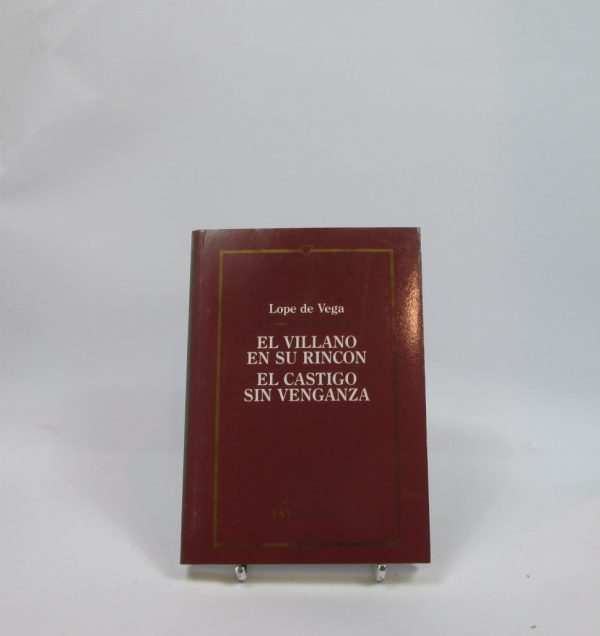 Lope de Vega
EL VILLANO
EN SU RINCON
EL CASTIGO
SIN VENGANZA